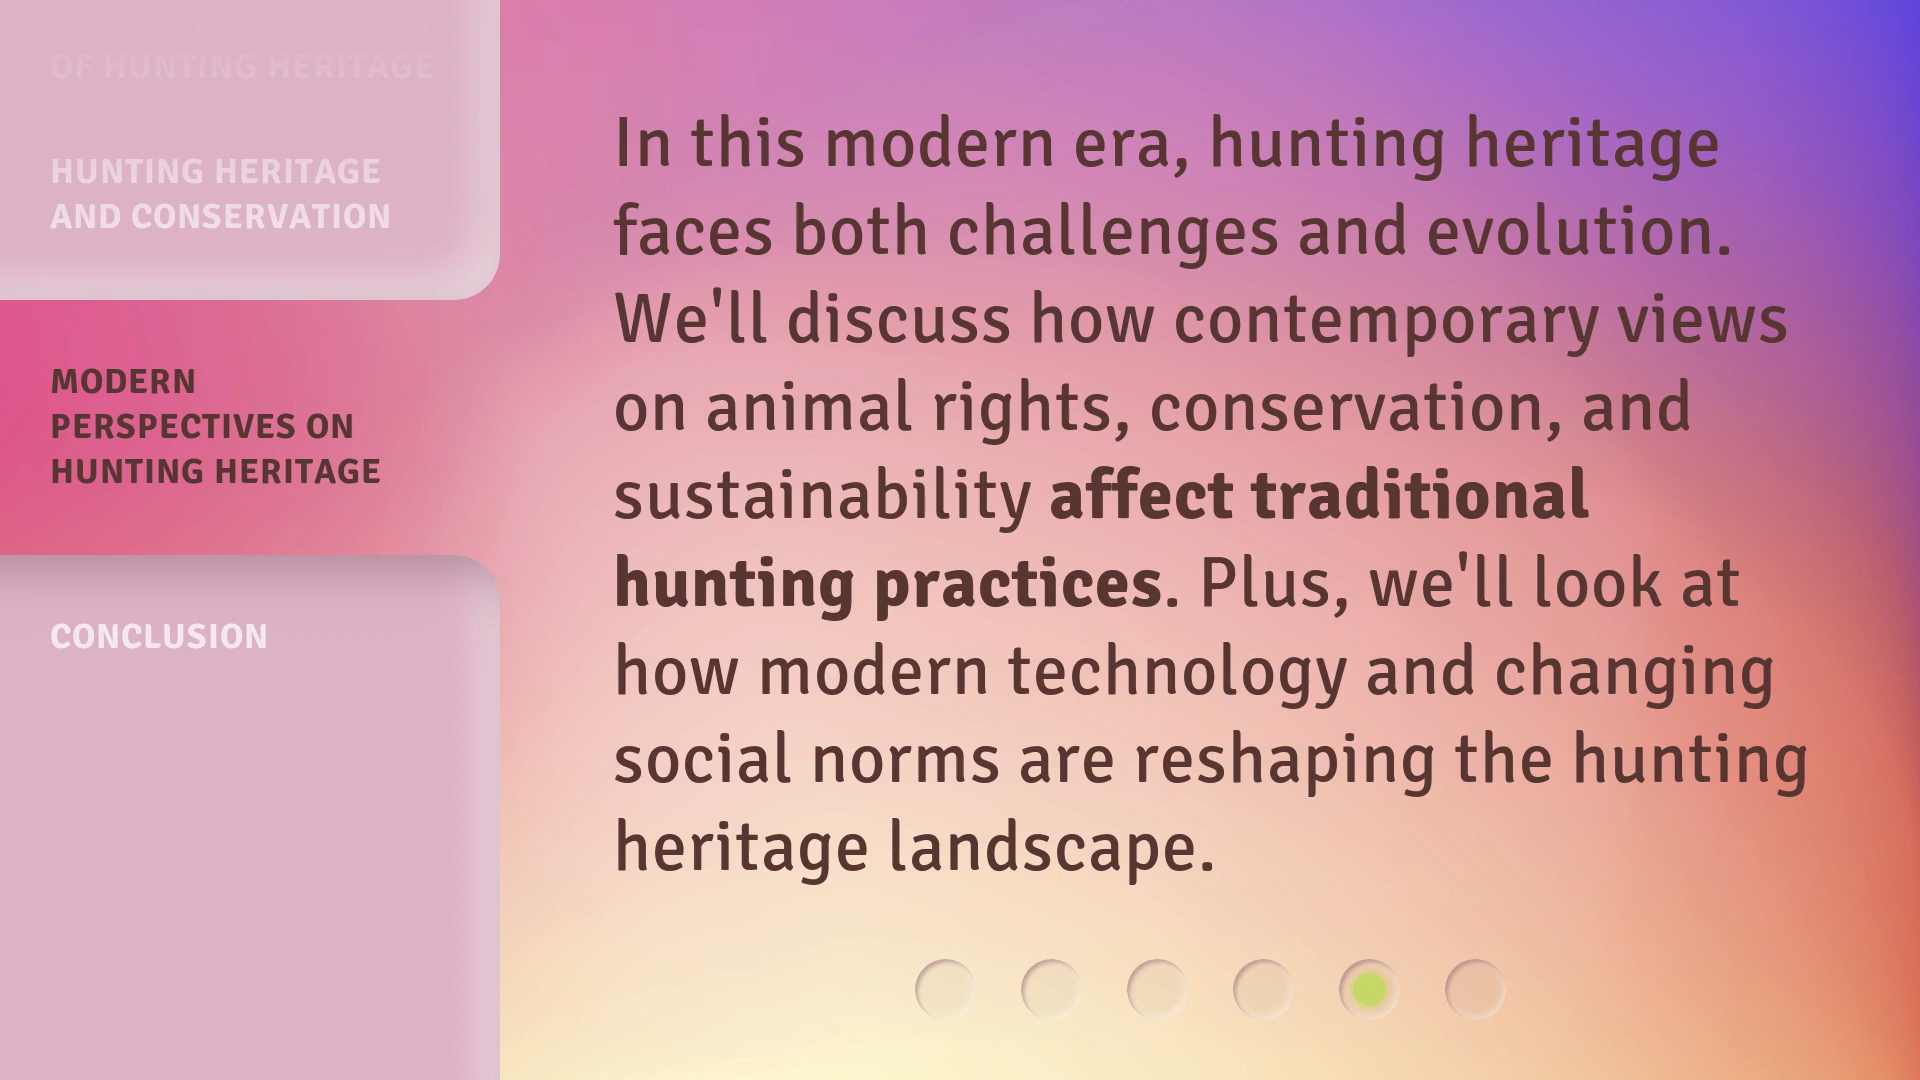 OF HUNTING HERITAGE
HUNTING HERITAGE
AND CONSERVATION
MODERN
PERSPECTIVES ON
HUNTING HERITAGE
CONCLUSION
In this modern era, hunting heritage
faces both challenges and evolution.
We'll discuss how contemporary views
on animal rights, conservation, and
sustainability affect traditional
hunting practices. Plus, we'll look at
how modern technology and changing
social norms are reshaping the hunting
heritage landscape.